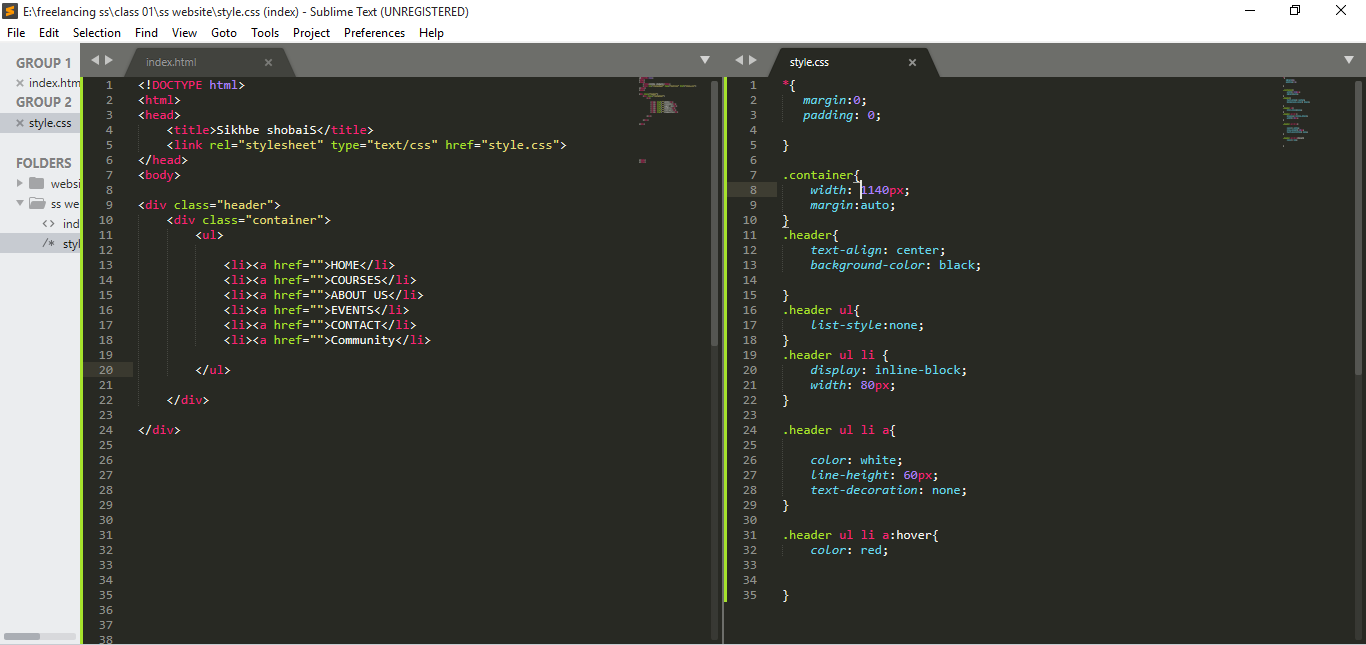 E:\freelancing ss\class 01\ss website\style.css (index) - Sublime Text (UNREGISTERED)
File Edit Selection Find View Goto Tools Project Preferences Help
GROUP 1
index.htm
GROUP 2
style.css
FOLDERS
websi
ss we
<> ind
/* styl
index.html
1 <!DOCTYPE html>
2 <html>
3 <head>
4 <title>Sikhbe shobaiS</title>
5 <link rel="stylesheet" type="text/css" href="style.css">
6 </head>
7 <body>
8
9 <div class="header">
10 <div class="container">
11 <ul>
12
13 <li><a href="">HOME</li>
14 <li><a href="">COURSES</li>
15 <li><a href="">ABOUT US</li>
16 <li><a href="">EVENTS</li>
17 <li><a href="">CONTACT</li>
18 <li><a href="">Community</li>
19
20 </ul>
21
22 </div>
23
24 </div>
25
26
27
28
29
30
31
32
33
34
35
36
37
38
style.css
1 *{
2 margin:0;
3 padding: 0;
4
5 }
6
7 .container{
8 width: 1140px;
9 margin:auto;
10 }
11 .header{
12 text-align: center;
13 background-color: black;
14
15 }
16 .header ul{
17 list-style:none;
18 }
19 .header ul li {
20 display: inline-block;
21 width: 80px;
22 }
23
24 .header ul li a{
25
26 color: white;
27 line-height: 60px;
28 text-decoration: none;
29 }
30
31 .header ul li a:hover{
32 color: red;
33
34
35 }